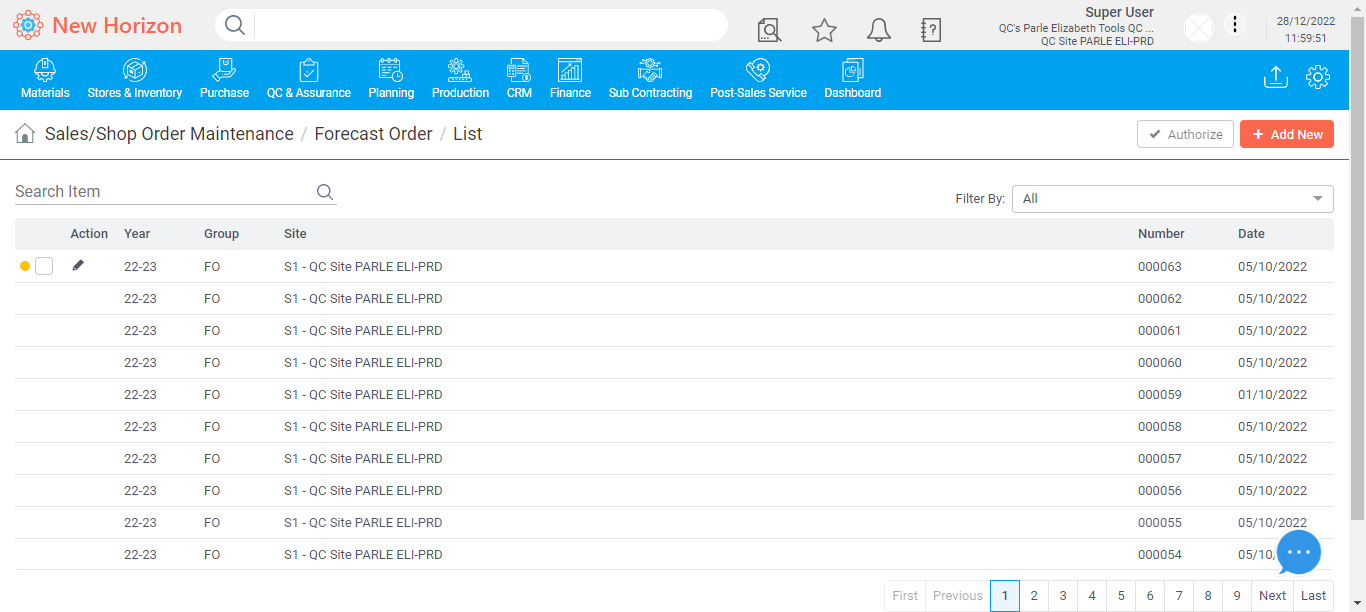 New Horizon
Super User
QC's Parle Elizabeth Tools QC ...
QC Site PARLE ELI-PRD
28/12/2022
11:59:51
Materials Stores & Inventory Purchase QC & Assurance Planning Production CRM Finance Sub Contracting Post-Sales Service Dashboard
Sales/Shop Order Maintenance / Forecast Order / List
Authorize + Add New
Search Item
Filter By: All
Action Year Group Site Number Date
22-23 FO S1 - QC Site PARLE ELI-PRD 000063 05/10/2022
22-23 FO S1 - QC Site PARLE ELI-PRD 000062 05/10/2022
22-23 FO S1 - QC Site PARLE ELI-PRD 000061 05/10/2022
22-23 FO S1 - QC Site PARLE ELI-PRD 000060 05/10/2022
22-23 FO S1 - QC Site PARLE ELI-PRD 000059 01/10/2022
22-23 FO S1 - QC Site PARLE ELI-PRD 000058 05/10/2022
22-23 FO S1 - QC Site PARLE ELI-PRD 000057 05/10/2022
22-23 FO S1 - QC Site PARLE ELI-PRD 000056 05/10/2022
22-23 FO S1 - QC Site PARLE ELI-PRD 000055 05/10/2022
22-23 FO S1 - QC Site PARLE ELI-PRD 000054 05/10/
First Previous 1 2 3 4 5 6 7 8 9 Next Last